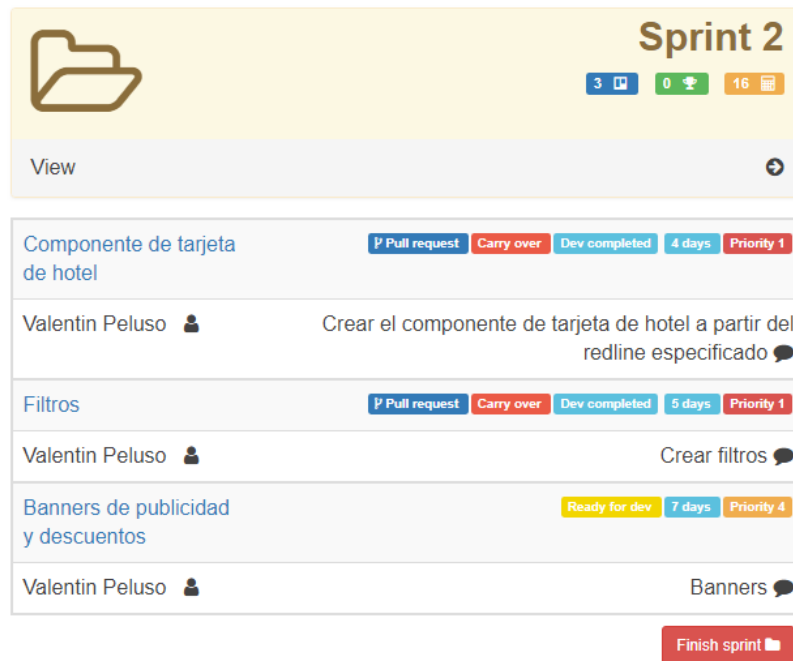 Sprint 2
3 0 16
View
Componente de tarjeta Pull request Carry over Dev completed 4 days Priority 1
de hotel
Valentin Peluso Crear el componente de tarjeta de hotel a partir del
redline especificado
Filtros Pull request Carry over Dev completed 5 days Priority 1
Valentin Peluso Crear filtros
Banners de publicidad Ready for dev 7 days Priority 4
y descuentos
Valentin Peluso Banners
Finish sprint